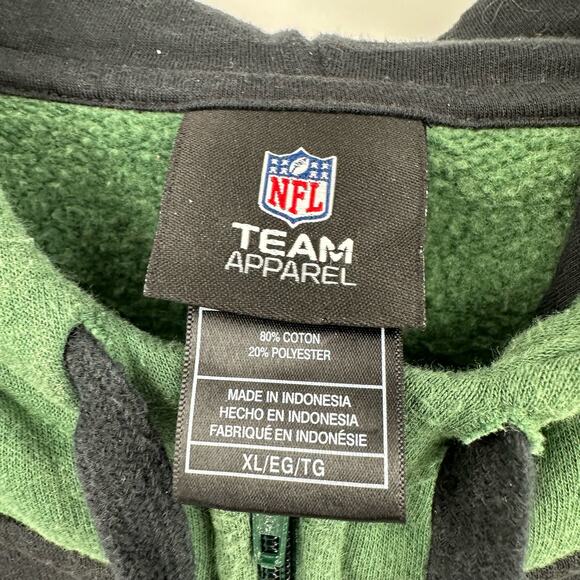 NFL
TEAM
APPAREL
80% COTON
20% POLYESTER
MADE IN INDONESIA
HECHO EN INDONESIA
FABRIQUÉ EN INDONÉSIE
XL/EG/TG